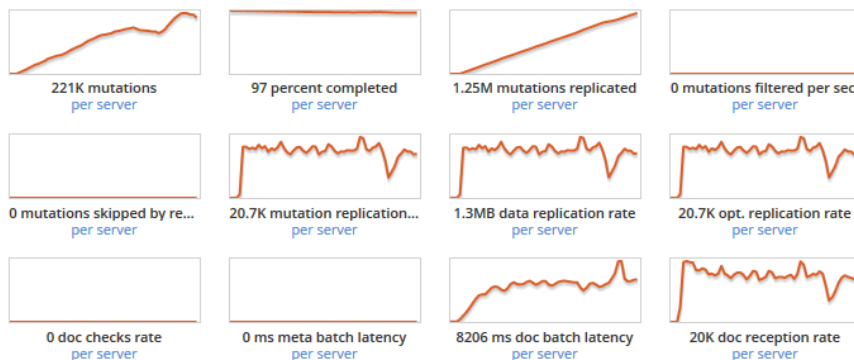 221K mutations
per server
97 percent completed
per server
1.25M mutations replicated
per server
0 mutations filtered per sec
per server
0 mutations skipped by re...
per server
20.7K mutation replication...
per server
1.3MB data replication rate
per server
20.7K opt. replication rate
per server
0 doc checks rate
per server
0 ms meta batch latency
per server
8206 ms doc batch latency
per server
20K doc reception rate
per server